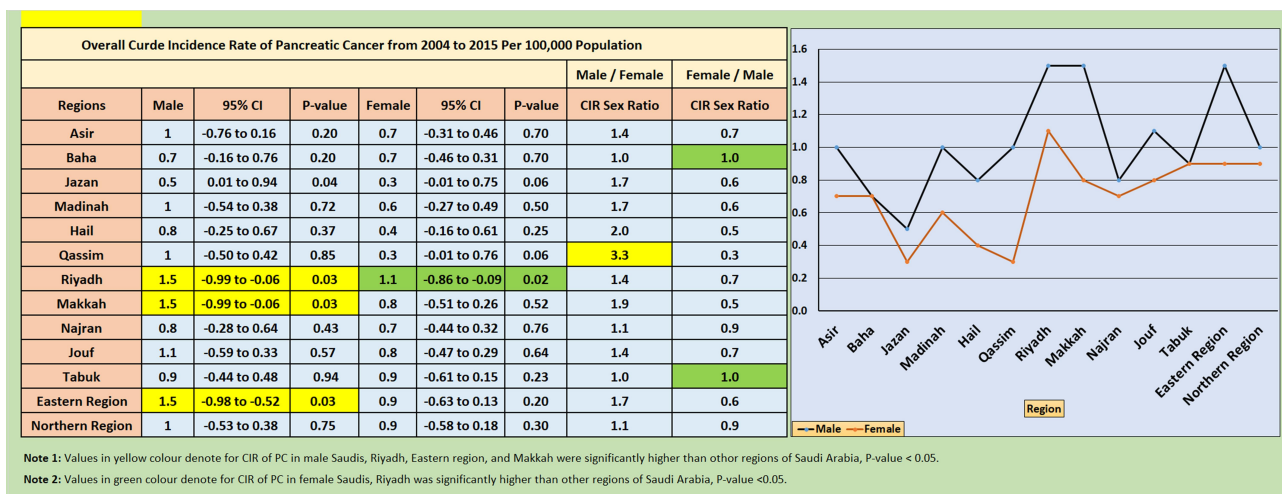 Overall Curde Incidence Rate of Pancreatic Cancer from 2004 to 2015 Per 100,000 Population
Male / Female Female / Male
Regions Male 95% CI P-value Female 95% CI P-value CIR Sex Ratio CIR Sex Ratio
Asir 1 -0.76 to 0.16 0.20 0.7 -0.31 to 0.46 0.70 1.4 0.7
Baha 0.7 -0.16 to 0.76 0.20 0.7 -0.46 to 0.31 0.70 1.0 1.0
Jazan 0.5 0.01 to 0.94 0.04 0.3 -0.01 to 0.75 0.06 1.7 0.6
Madinah 1 -0.54 to 0.38 0.72 0.6 -0.27 to 0.49 0.50 1.7 0.6
Hail 0.8 -0.25 to 0.67 0.37 0.4 -0.16 to 0.61 0.25 2.0 0.5
Qassim 1 -0.50 to 0.42 0.85 0.3 -0.01 to 0.76 0.06 3.3 0.3
Riyadh 1.5 -0.99 to -0.06 0.03 1.1 -0.86 to -0.09 0.02 1.4 0.7
Makkah 1.5 -0.99 to -0.06 0.03 0.8 -0.51 to 0.26 0.52 1.9 0.5
Najran 0.8 -0.28 to 0.64 0.43 0.7 -0.44 to 0.32 0.76 1.1 0.9
Jouf 1.1 -0.59 to 0.33 0.57 0.8 -0.47 to 0.29 0.64 1.4 0.7
Tabuk 0.9 -0.44 to 0.48 0.94 0.9 -0.61 to 0.15 0.23 1.0 1.0
Eastern Region 1.5 -0.98 to -0.52 0.03 0.9 -0.63 to 0.13 0.20 1.7 0.6
Northern Region 1 -0.53 to 0.38 0.75 0.9 -0.58 to 0.18 0.30 1.1 0.9
1.6
1.4
1.2
1.0
0.8
0.6
0.4
0.2
0.0
Asir
Baha
Jazan
Madinah
Hail
Qassim
Riyadh
Makkah
Najran
Jouf
Tabuk
Eastern Region
Northern Region
Region
Male Female
Note 1: Values in yellow colour denote for CIR of PC in male Saudis, Riyadh, Eastern region, and Makkah were significantly higher than othor regions of Saudi Arabia, P-value < 0.05.
Note 2: Values in green colour denote for CIR of PC in female Saudis, Riyadh was significantly higher than other regions of Saudi Arabia, P-value <0.05.